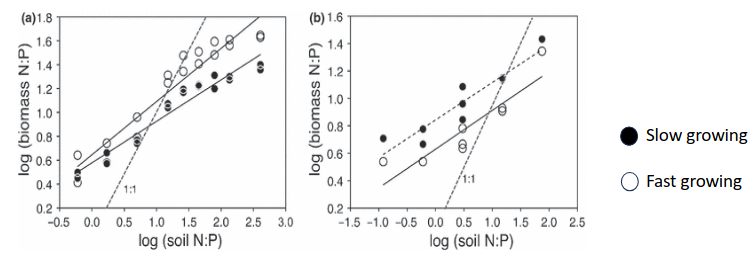 (a)
1.8
1.6
1.4
1.2
1.0
0.8
0.6
0.4
0.2
log (biomass N:P)
1:1
-0.5 0.0 0.5 1.0 1.5 2.0 2.5 3.0
log (soil N:P)
(b)
1.6
1.4
1.2
1.0
0.8
0.6
0.4
0.2
log (biomass N:P)
1:1
-1.5 -1.0 -0.5 0.0 0.5 1.0 1.5 2.0 2.5
log (soil N:P)
Slow growing
Fast growing